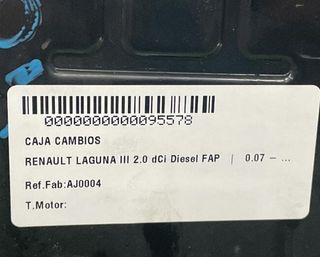 0000000000095578
CAJA CAMBIOS
RENAULT LAGUNA III 2.0 dCi Diesel FAP | 0.07 – ...
Ref.Fab:AJ0004
T.Motor: